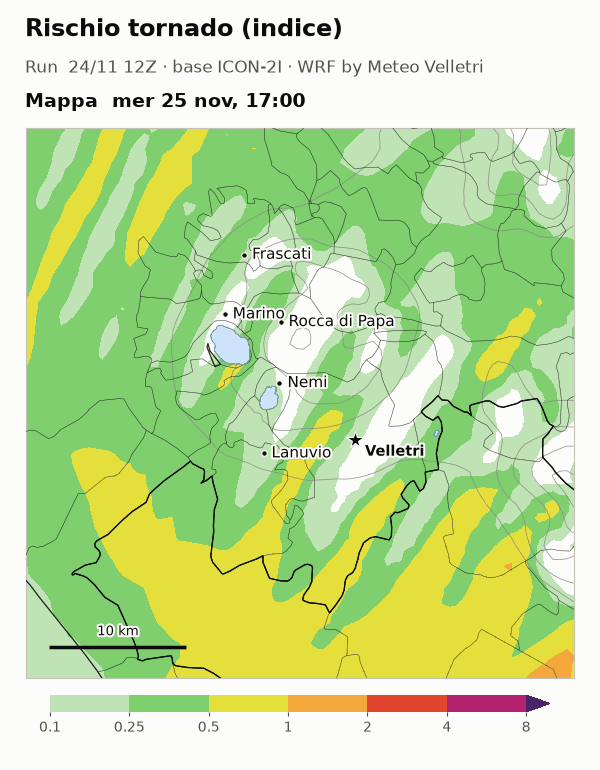 Rischio tornado (indice)
Run 24/11 12Z · base ICON-2I · WRF by Meteo Velletri
Mappa mer 25 nov, 17:00
Frascati
Marino
Rocca di Papa
Nemi
Velletri
Lanuvio
10 km
0.1 0.25 0.5 1 2 4 8